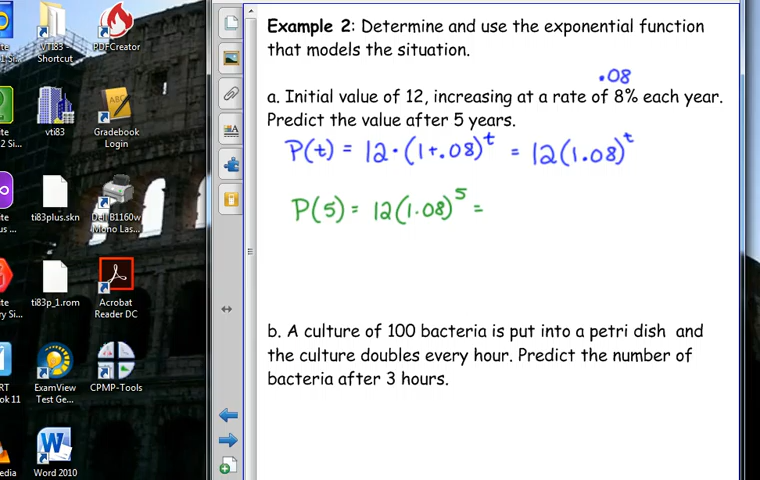 Example 2: Determine and use the exponential function
that models the situation.
.08
a. Initial value of 12, increasing at a rate of 8% each year.
Predict the value after 5 years.
P(t) = 12 · (1+.08)^t = 12(1.08)^t
P(5) = 12(1.08)^5 =
b. A culture of 100 bacteria is put into a petri dish and
the culture doubles every hour. Predict the number of
bacteria after 3 hours.
VTI83 -
Shortcut
PDFCreator
vti83
Gradebook
Login
ti83plus.skn
Dell B1160w
Mono Las...
ti83p_1.rom
Acrobat
Reader DC
ExamView
Test Ge...
CPMP-Tools
Word 2010